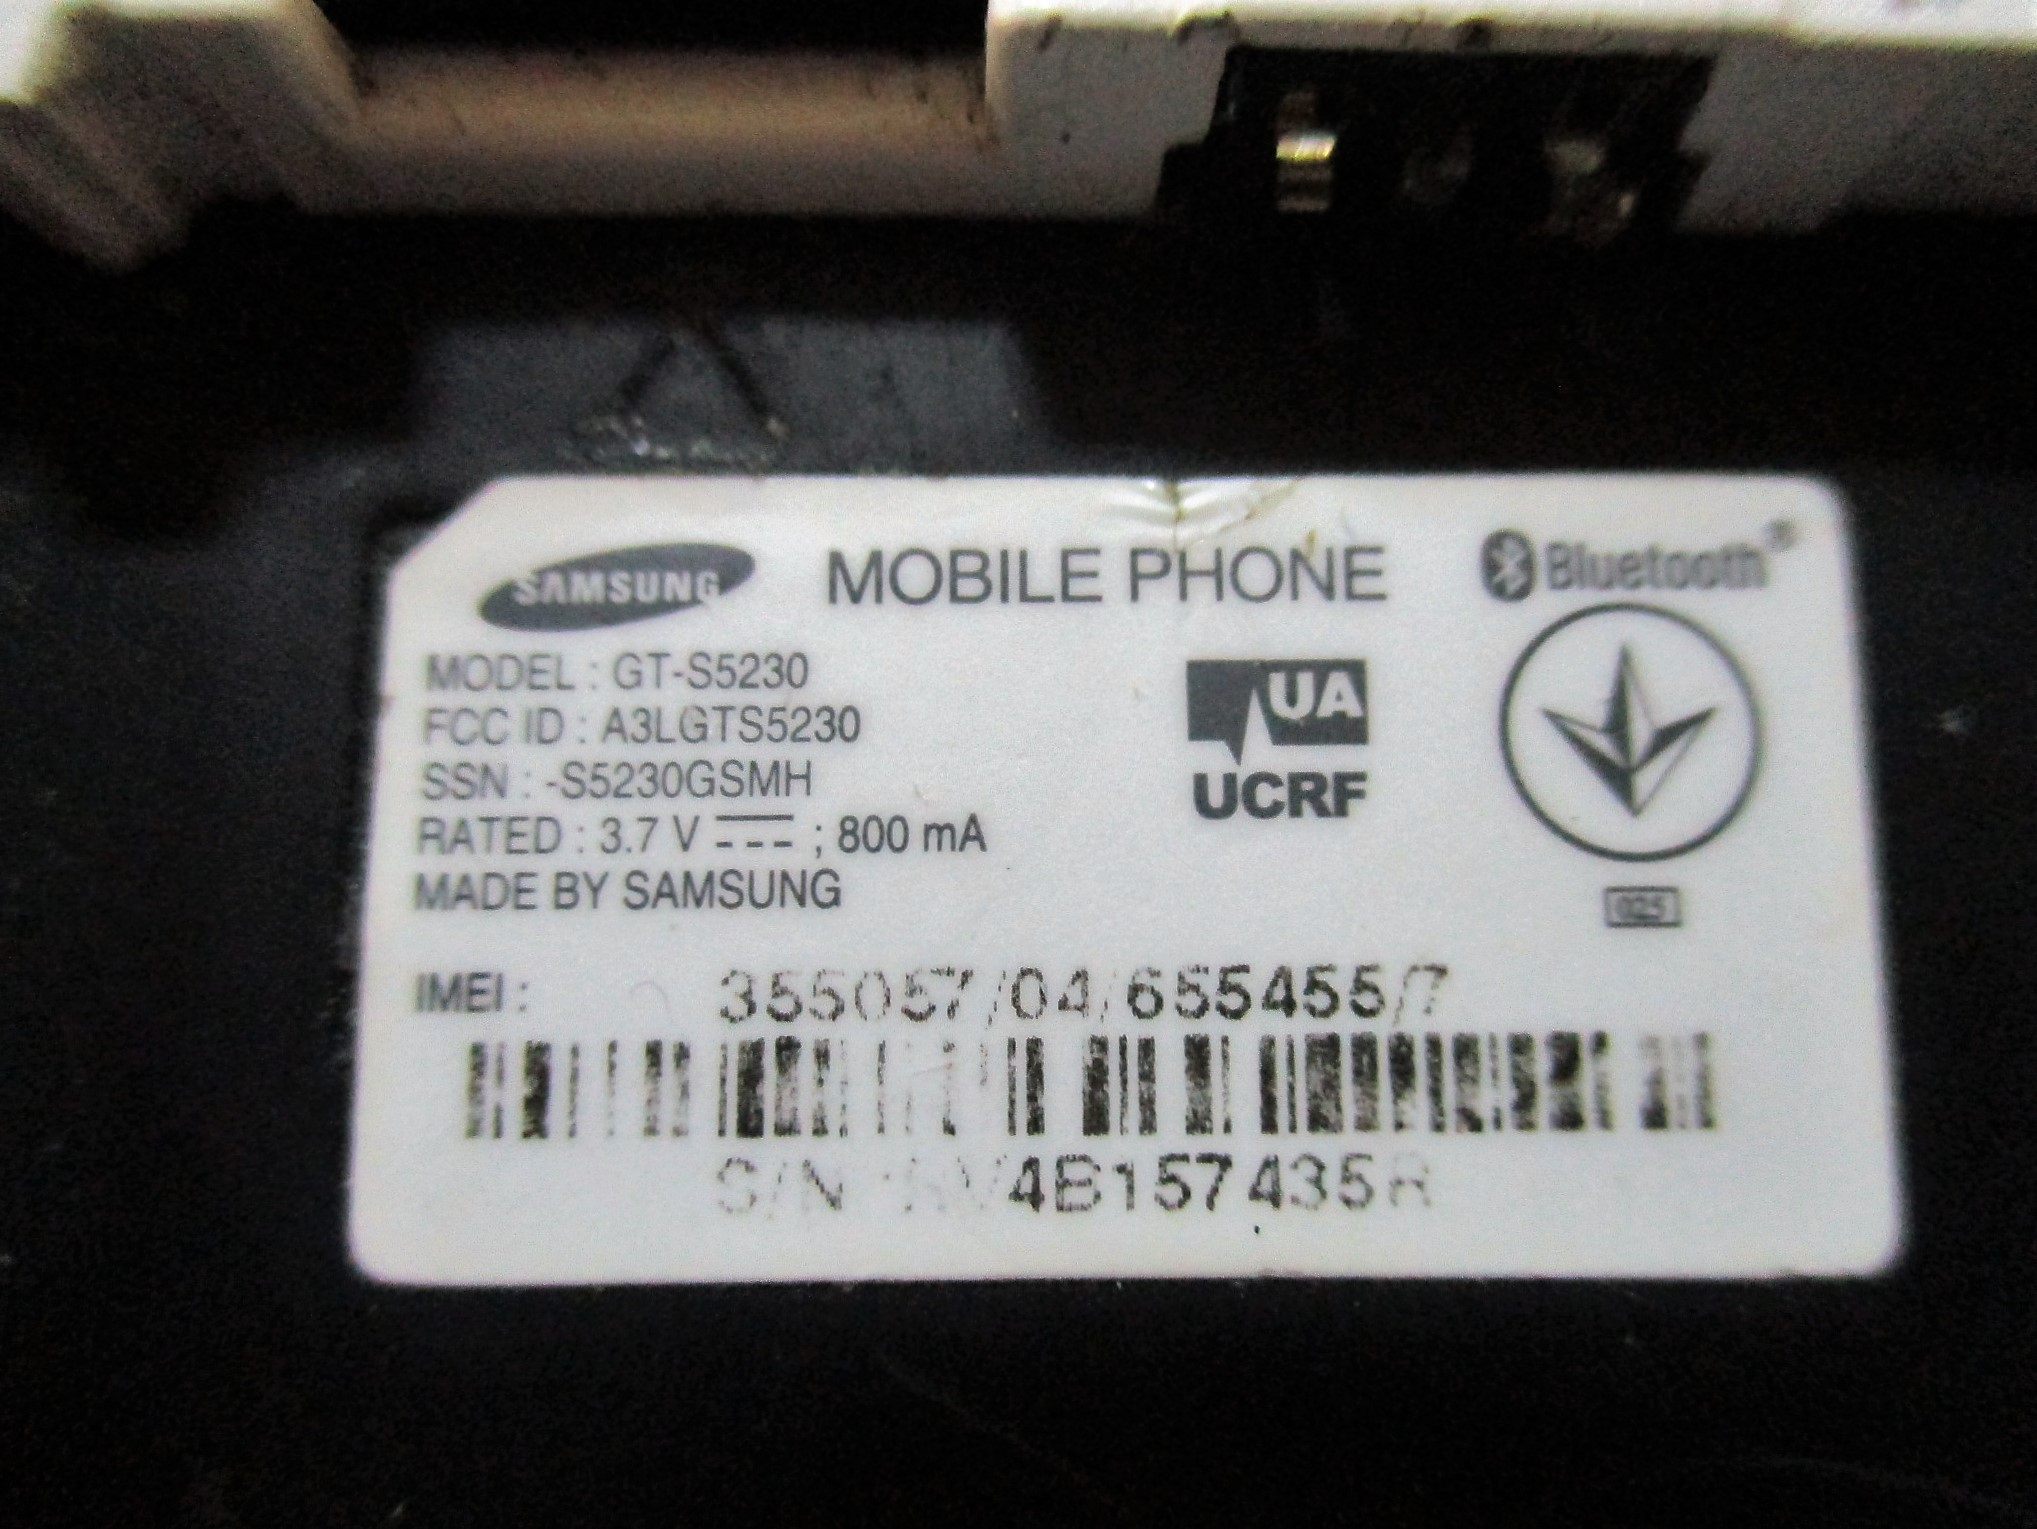 SAMSUNG MOBILE PHONE Bluetooth®
MODEL : GT-S5230
FCC ID : A3LGTS5230
SSN : -S5230GSMH
RATED : 3.7 V ; 800 mA
MADE BY SAMSUNG
UA
UCRF
025
IMEI : 355057/04/655455/7
S/N